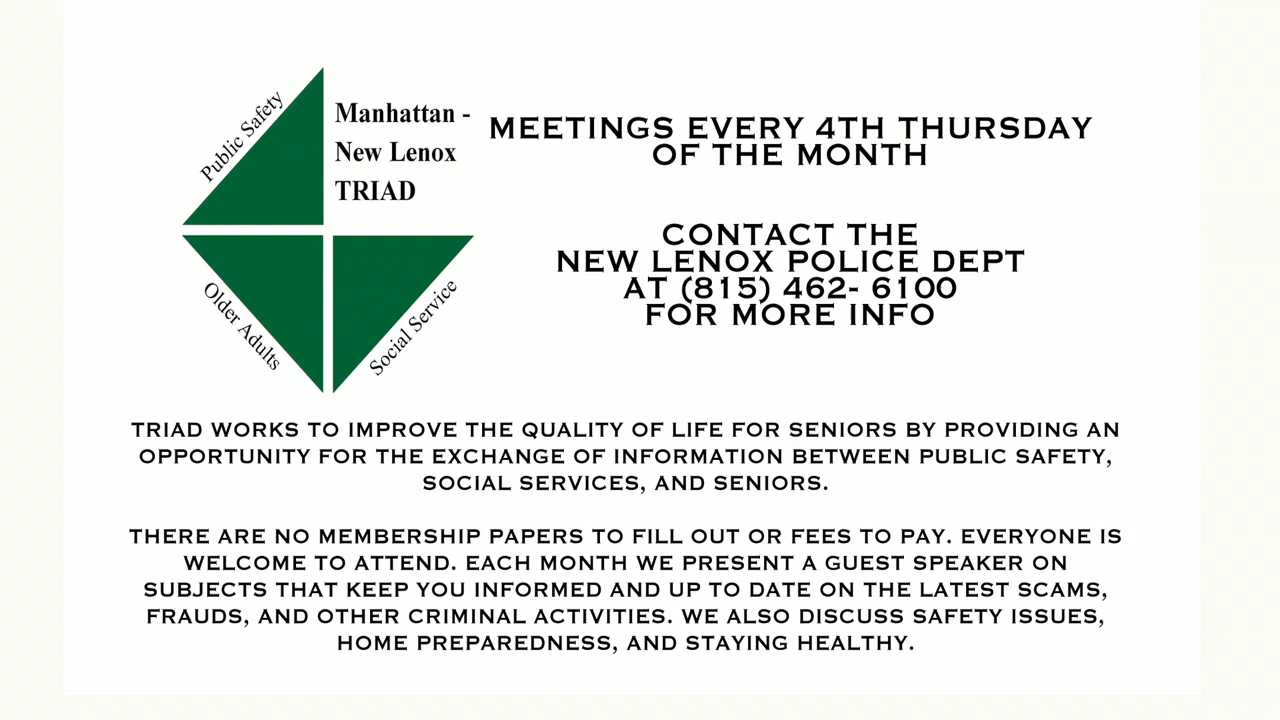 Public Safety
Manhattan -
New Lenox
TRIAD
Older Adults
Social Service
MEETINGS EVERY 4TH THURSDAY
OF THE MONTH
CONTACT THE
NEW LENOX POLICE DEPT
AT (815) 462- 6100
FOR MORE INFO
TRIAD WORKS TO IMPROVE THE QUALITY OF LIFE FOR SENIORS BY PROVIDING AN
OPPORTUNITY FOR THE EXCHANGE OF INFORMATION BETWEEN PUBLIC SAFETY,
SOCIAL SERVICES, AND SENIORS.
THERE ARE NO MEMBERSHIP PAPERS TO FILL OUT OR FEES TO PAY. EVERYONE IS
WELCOME TO ATTEND. EACH MONTH WE PRESENT A GUEST SPEAKER ON
SUBJECTS THAT KEEP YOU INFORMED AND UP TO DATE ON THE LATEST SCAMS,
FRAUDS, AND OTHER CRIMINAL ACTIVITIES. WE ALSO DISCUSS SAFETY ISSUES,
HOME PREPAREDNESS, AND STAYING HEALTHY.